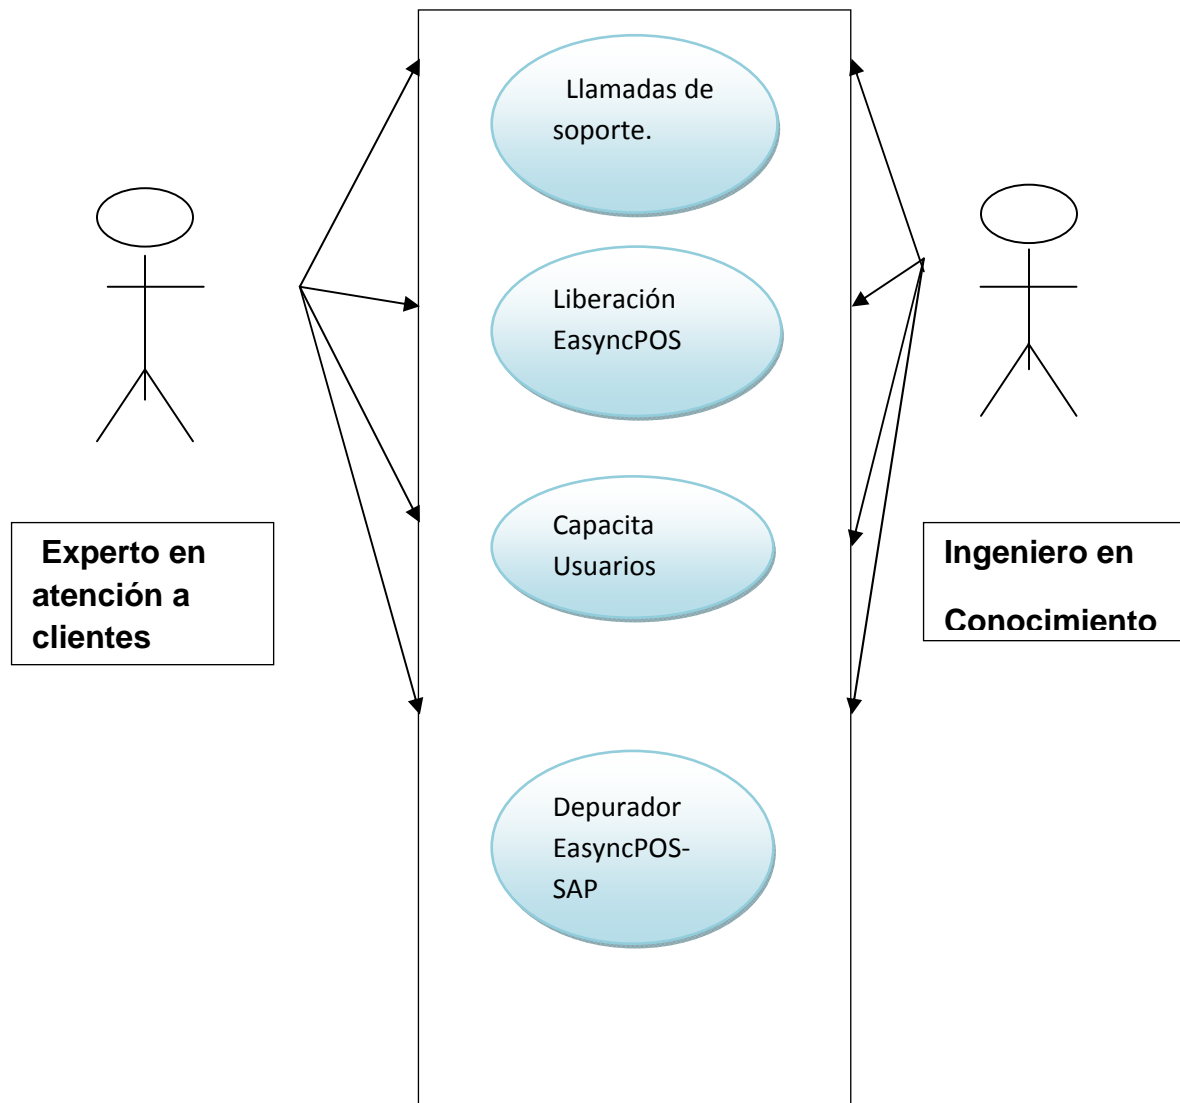 Llamadas de
soporte.
Liberación
EasyncPOS
Capacita
Usuarios
Depurador
EasyncPOS-
SAP
Experto en
atención a
clientes
Ingeniero en
Conocimiento